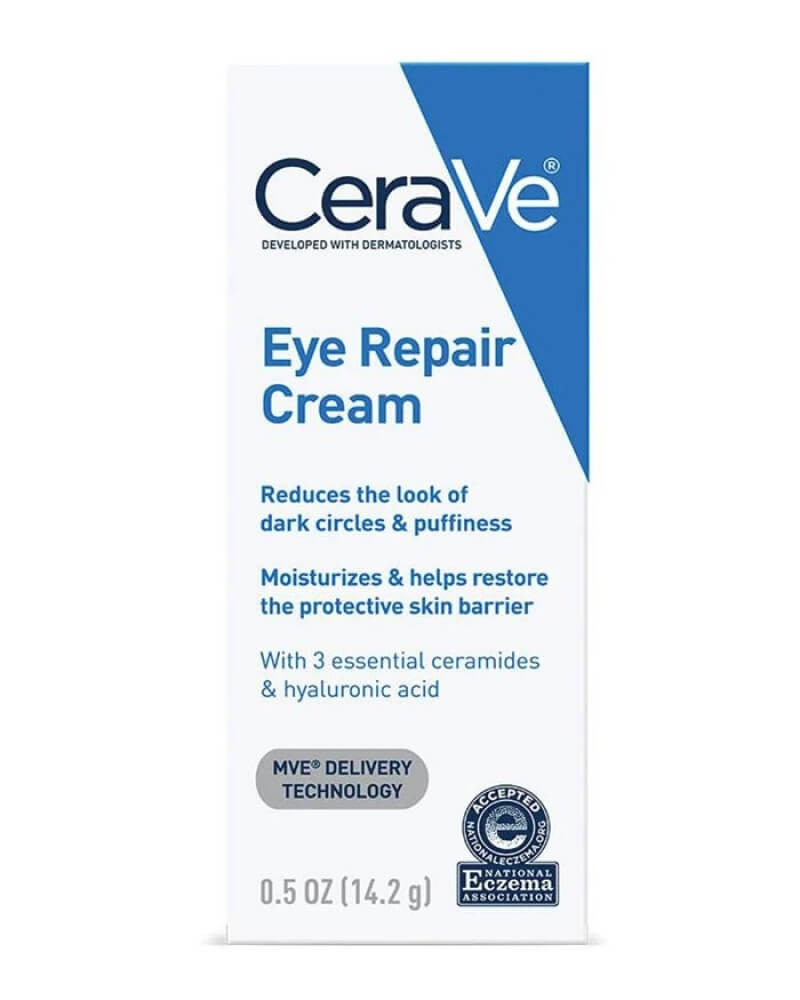 CeraVe®
DEVELOPED WITH DERMATOLOGISTS
Eye Repair
Cream
Reduces the look of
dark circles & puffiness
Moisturizes & helps restore
the protective skin barrier
With 3 essential ceramides
& hyaluronic acid
MVE® DELIVERY
TECHNOLOGY
0.5 OZ (14.2 g)
ACCEPTED
e
NATIONALECZEMA.ORG
NATIONAL
Eczema
ASSOCIATION